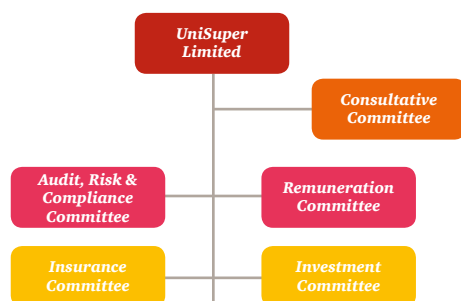 UniSuper
Limited
Consultative
Committee
Audit, Risk &
Compliance
Committee
Remuneration
Committee
Insurance
Committee
Investment
Committee